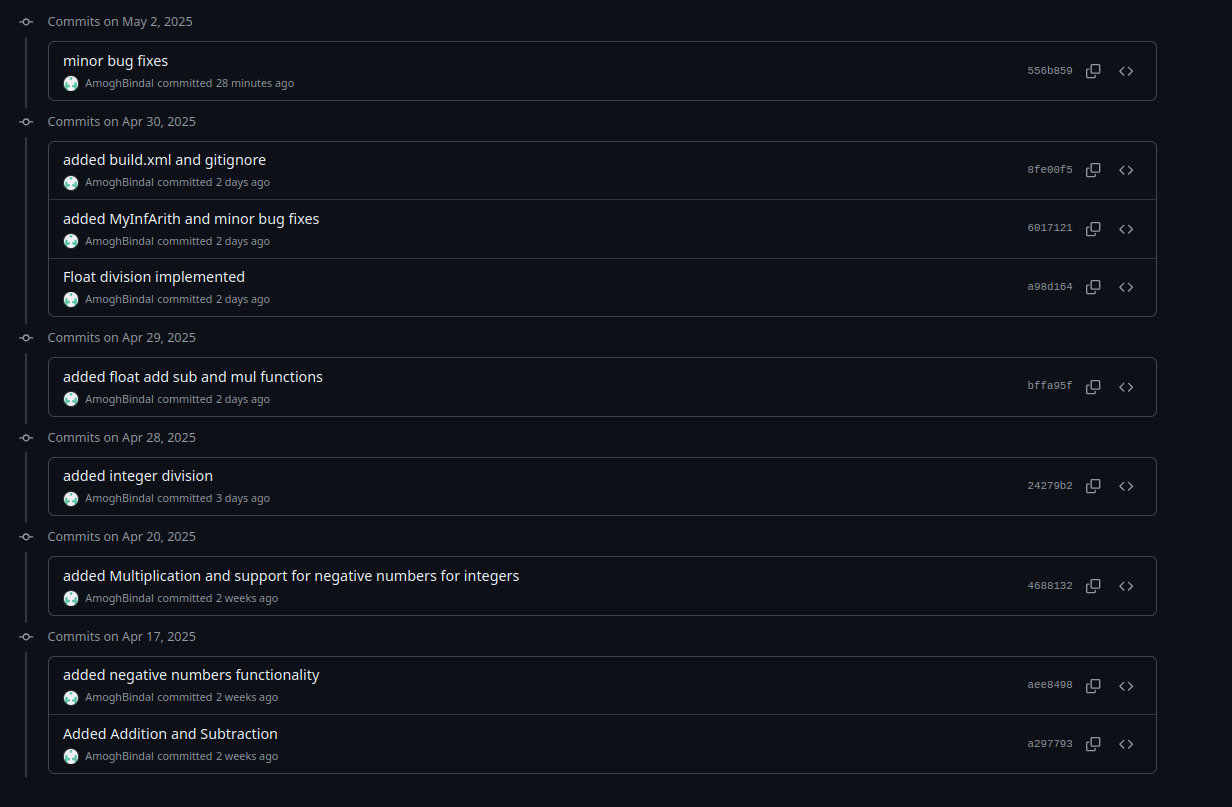 Commits on May 2, 2025
minor bug fixes
AmoghBindal committed 28 minutes ago
556b859
Commits on Apr 30, 2025
added build.xml and gitignore
AmoghBindal committed 2 days ago
8fe00f5
added MyInfArith and minor bug fixes
AmoghBindal committed 2 days ago
6017121
Float division implemented
AmoghBindal committed 2 days ago
a98d164
Commits on Apr 29, 2025
added float add sub and mul functions
AmoghBindal committed 2 days ago
bffa95f
Commits on Apr 28, 2025
added integer division
AmoghBindal committed 3 days ago
24279b2
Commits on Apr 20, 2025
added Multiplication and support for negative numbers for integers
AmoghBindal committed 2 weeks ago
4688132
Commits on Apr 17, 2025
added negative numbers functionality
AmoghBindal committed 2 weeks ago
aee8498
Added Addition and Subtraction
AmoghBindal committed 2 weeks ago
a297793